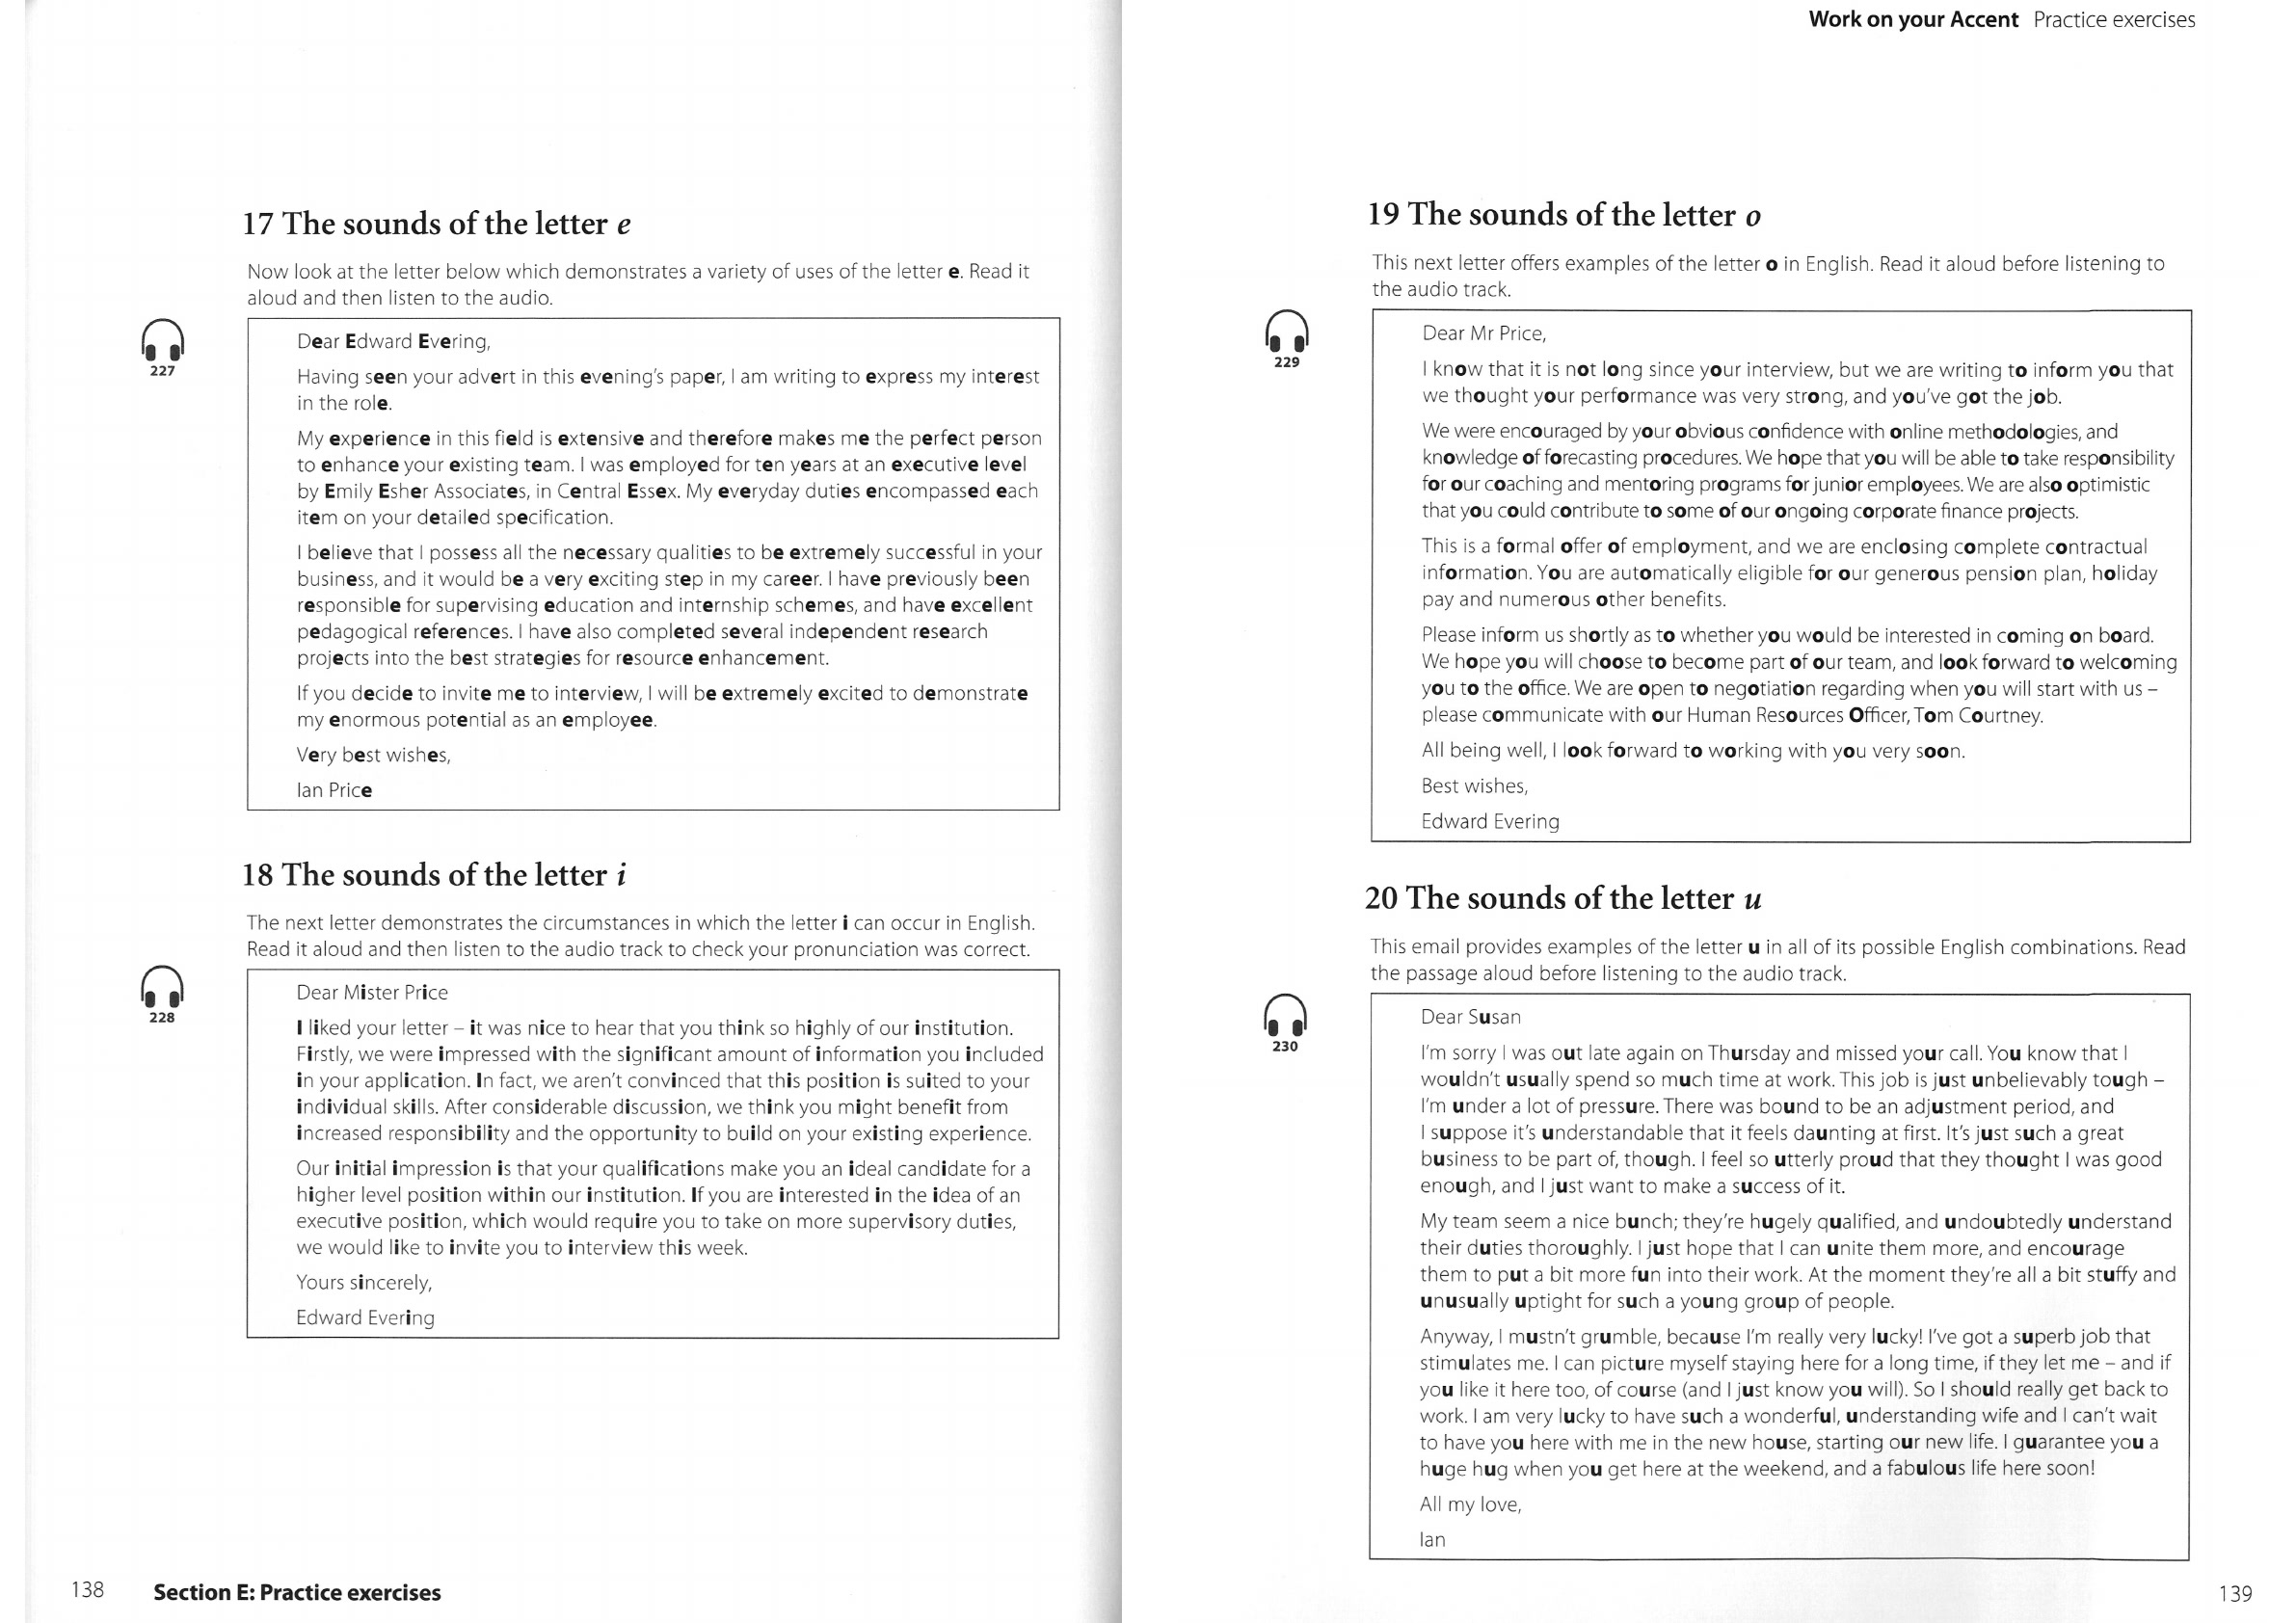 17 The sounds of the letter e
Now look at the letter below which demonstrates a variety of uses of the letter e. Read it
aloud and then listen to the audio.
227
Dear Edward Evering,
Having seen your advert in this evening's paper, I am writing to express my interest
in the role.
My experience in this field is extensive and therefore makes me the perfect person
to enhance your existing team. I was employed for ten years at an executive level
by Emily Esher Associates, in Central Essex. My everyday duties encompassed each
item on your detailed specification.
I believe that I possess all the necessary qualities to be extremely successful in your
business, and it would be a very exciting step in my career. I have previously been
responsible for supervising education and internship schemes, and have excellent
pedagogical references. I have also completed several independent research
projects into the best strategies for resource enhancement.
If you decide to invite me to interview, I will be extremely excited to demonstrate
my enormous potential as an employee.
Very best wishes,
Ian Price
18 The sounds of the letter i
The next letter demonstrates the circumstances in which the letter i can occur in English.
Read it aloud and then listen to the audio track to check your pronunciation was correct.
228
Dear Mister Price
I liked your letter – it was nice to hear that you think so highly of our institution.
Firstly, we were impressed with the significant amount of information you included
in your application. In fact, we aren't convinced that this position is suited to your
individual skills. After considerable discussion, we think you might benefit from
increased responsibility and the opportunity to build on your existing experience.
Our initial impression is that your qualifications make you an ideal candidate for a
higher level position within our institution. If you are interested in the idea of an
executive position, which would require you to take on more supervisory duties,
we would like to invite you to interview this week.
Yours sincerely,
Edward Evering
138 Section E: Practice exercises
Work on your Accent Practice exercises
19 The sounds of the letter o
This next letter offers examples of the letter o in English. Read it aloud before listening to
the audio track.
229
Dear Mr Price,
I know that it is not long since your interview, but we are writing to inform you that
we thought your performance was very strong, and you've got the job.
We were encouraged by your obvious confidence with online methodologies, and
knowledge of forecasting procedures. We hope that you will be able to take responsibility
for our coaching and mentoring programs for junior employees. We are also optimistic
that you could contribute to some of our ongoing corporate finance projects.
This is a formal offer of employment, and we are enclosing complete contractual
information. You are automatically eligible for our generous pension plan, holiday
pay and numerous other benefits.
Please inform us shortly as to whether you would be interested in coming on board.
We hope you will choose to become part of our team, and look forward to welcoming
you to the office. We are open to negotiation regarding when you will start with us –
please communicate with our Human Resources Officer, Tom Courtney.
All being well, I look forward to working with you very soon.
Best wishes,
Edward Evering
20 The sounds of the letter u
This email provides examples of the letter u in all of its possible English combinations. Read
the passage aloud before listening to the audio track.
230
Dear Susan
I'm sorry I was out late again on Thursday and missed your call. You know that I
wouldn't usually spend so much time at work. This job is just unbelievably tough –
I'm under a lot of pressure. There was bound to be an adjustment period, and
I suppose it's understandable that it feels daunting at first. It's just such a great
business to be part of, though. I feel so utterly proud that they thought I was good
enough, and I just want to make a success of it.
My team seem a nice bunch; they're hugely qualified, and undoubtedly understand
their duties thoroughly. I just hope that I can unite them more, and encourage
them to put a bit more fun into their work. At the moment they're all a bit stuffy and
unusually uptight for such a young group of people.
Anyway, I mustn't grumble, because I'm really very lucky! I've got a superb job that
stimulates me. I can picture myself staying here for a long time, if they let me – and if
you like it here too, of course (and I just know you will). So I should really get back to
work. I am very lucky to have such a wonderful, understanding wife and I can't wait
to have you here with me in the new house, starting our new life. I guarantee you a
huge hug when you get here at the weekend, and a fabulous life here soon!
All my love,
Ian
139